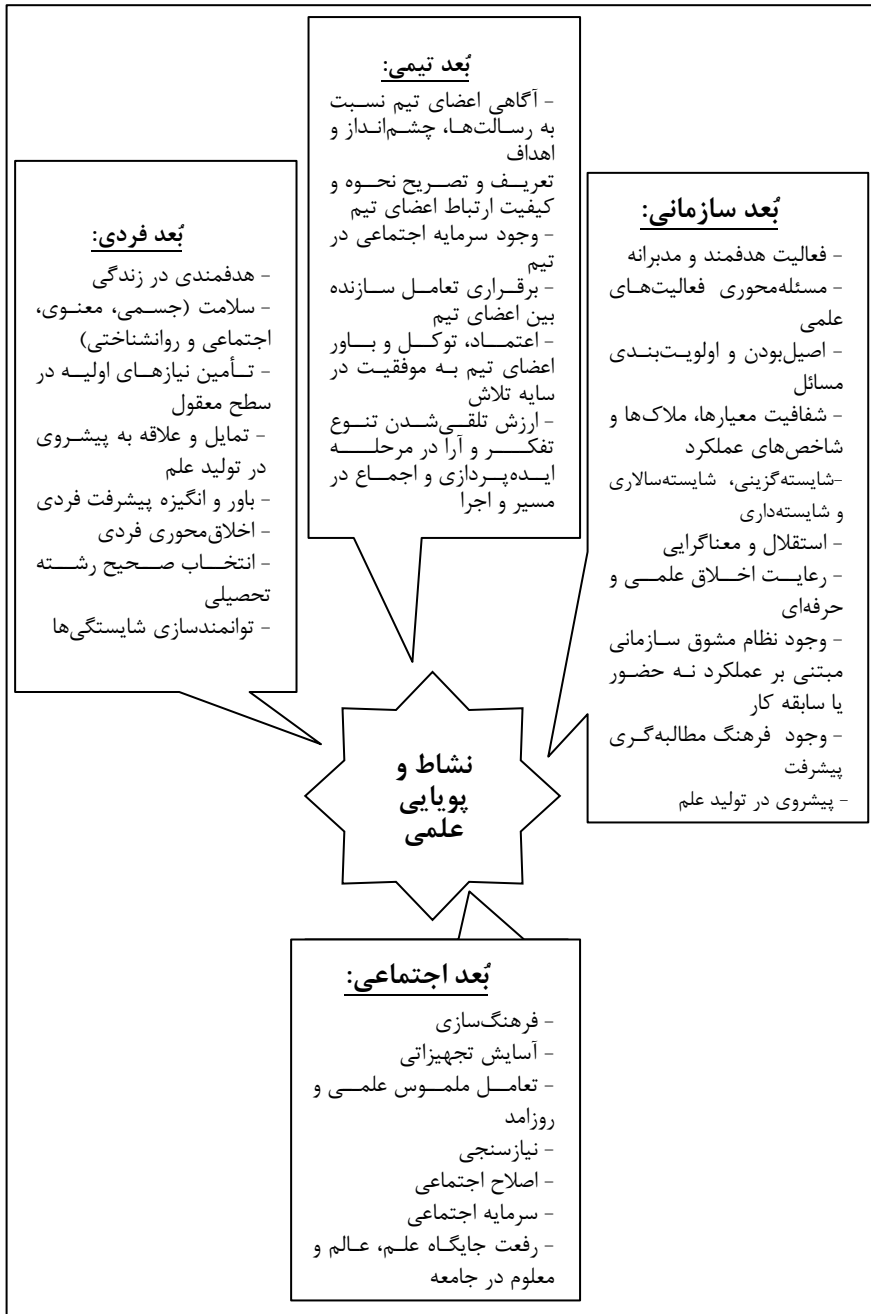 بُعد تیمی:
- آگاهی اعضای تیم نسبت
به رسالت‌ها، چشم‌انداز و
اهداف
تعریف و تصریح نحوه و
کیفیت ارتباط اعضای تیم
- وجود سرمایه اجتماعی در
تیم
- برقراری تعامل سازنده
بین اعضای تیم
- اعتماد، توکل و باور
اعضای تیم به موفقیت در
سایه تلاش
- ارزش تلقی‌شدن تنوع
تفکر و آرا در مرحله
ایده‌پردازی و اجماع در
مسیر و اجرا
بُعد سازمانی:
- فعالیت هدفمند و مدبرانه
- مسئله‌محوری فعالیت‌های
علمی
- اصیل‌بودن و اولویت‌بندی
مسائل
- شفافیت معیارها، ملاک‌ها و
شاخص‌های عملکرد
-شایسته‌گزینی، شایسته‌سالاری
و شایسته‌داری
- استقلال و معناگرایی
- رعایت اخلاق علمی و
حرفه‌ای
- وجود نظام مشوق سازمانی
مبتنی بر عملکرد نه حضور
یا سابقه کار
- وجود فرهنگ مطالبه‌گری
پیشرفت
- پیشروی در تولید علم
بُعد فردی:
- هدفمندی در زندگی
- سلامت (جسمی، معنوی،
اجتماعی و روانشناختی)
- تأمین نیازهای اولیه در
سطح معقول
- تمایل و علاقه به پیشروی
در تولید علم
- باور و انگیزه پیشرفت فردی
- اخلاق‌محوری فردی
- انتخاب صحیح رشته
تحصیلی
- توانمندسازی شایستگی‌ها
نشاط و
پویایی
علمی
بُعد اجتماعی:
- فرهنگ‌سازی
- آسایش تجهیزاتی
- تعامل ملموس علمی و
روزامد
- نیازسنجی
- اصلاح اجتماعی
- سرمایه اجتماعی
- رفعت جایگاه علم، عالم و
معلوم در جامعه